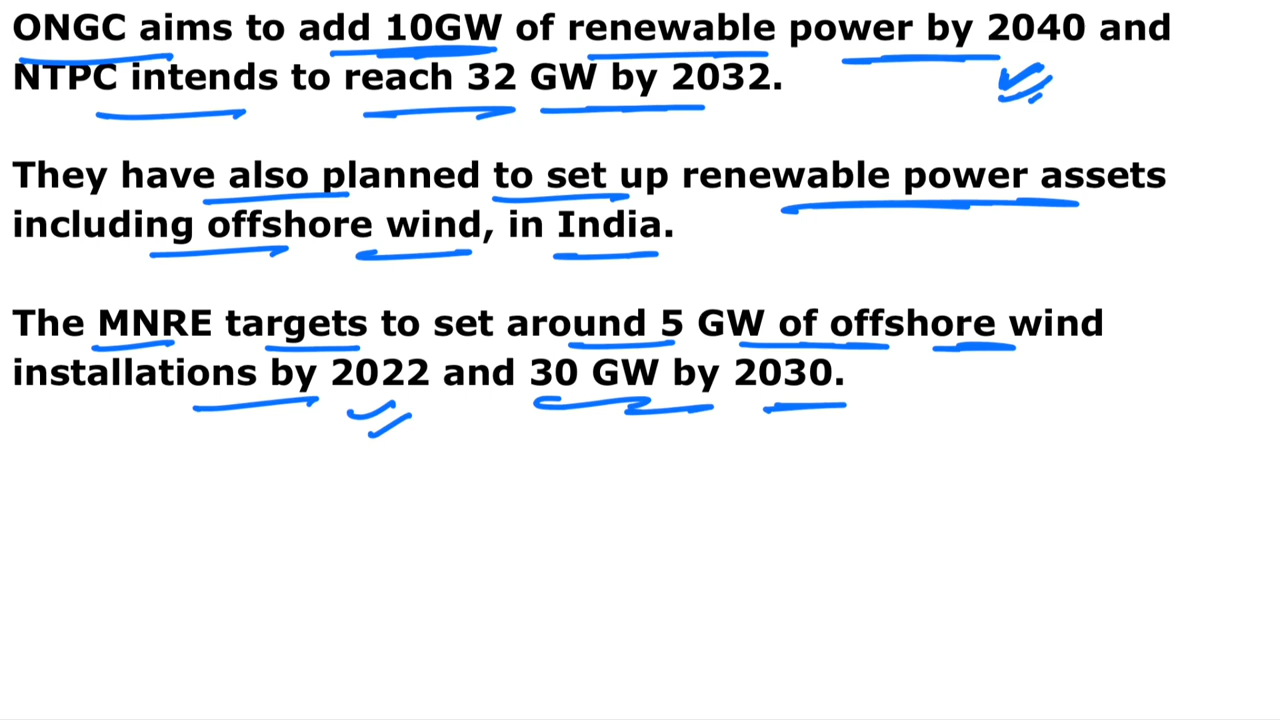 ONGC aims to add 10GW of renewable power by 2040 and
NTPC intends to reach 32 GW by 2032.
They have also planned to set up renewable power assets
including offshore wind, in India.
The MNRE targets to set around 5 GW of offshore wind
installations by 2022 and 30 GW by 2030.